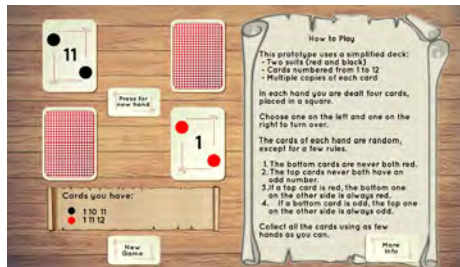 11
Press for
new hand
1
Cards you have:
1 10 11
1 11 12
New
Game
How to Play
This prototype uses a simplified deck:
- Two suits (red and black)
- Cards numbered from 1 to 12
- Multiple copies of each card
In each hand you are dealt four cards,
placed in a square.
Choose one on the left and one on the
right to turn over.
The cards of each hand are random,
except for a few rules.
1. The bottom cards are never both red.
2. The top cards never both have an
odd number.
3.If a top card is red, the bottom one
on the other side is always red.
4. If a bottom card is odd, the top one
on the other side is always odd.
Collect all the cards using as few
hands as you can.
More
Info